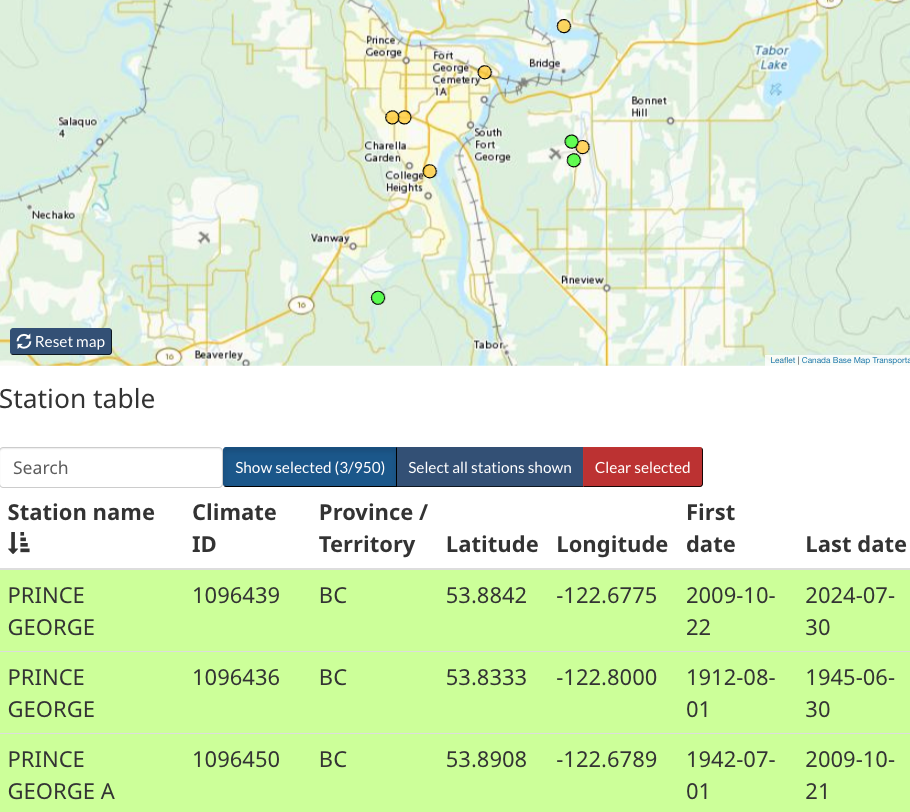 Prince
George
Fort
George
Cemetery
1A
Bridge
Tabor
Lake
Bonnet
Hill
Salaquo
4
South
Fort
George
Charella
Garden
College
Heights
Nechako
Vanway
16
Pineview
Reset map
16
Beaverley
Tabor
Leaflet | Canada Base Map Transporta
Station table
Search
Show selected (3/950)
Select all stations shown
Clear selected
Station name
Climate
ID
Province /
Territory
Latitude
Longitude
First
date
Last date
PRINCE
GEORGE
1096439
BC
53.8842
-122.6775
2009-10-
22
2024-07-
30
PRINCE
GEORGE
1096436
BC
53.8333
-122.8000
1912-08-
01
1945-06-
30
PRINCE
GEORGE A
1096450
BC
53.8908
-122.6789
1942-07-
01
2009-10-
21